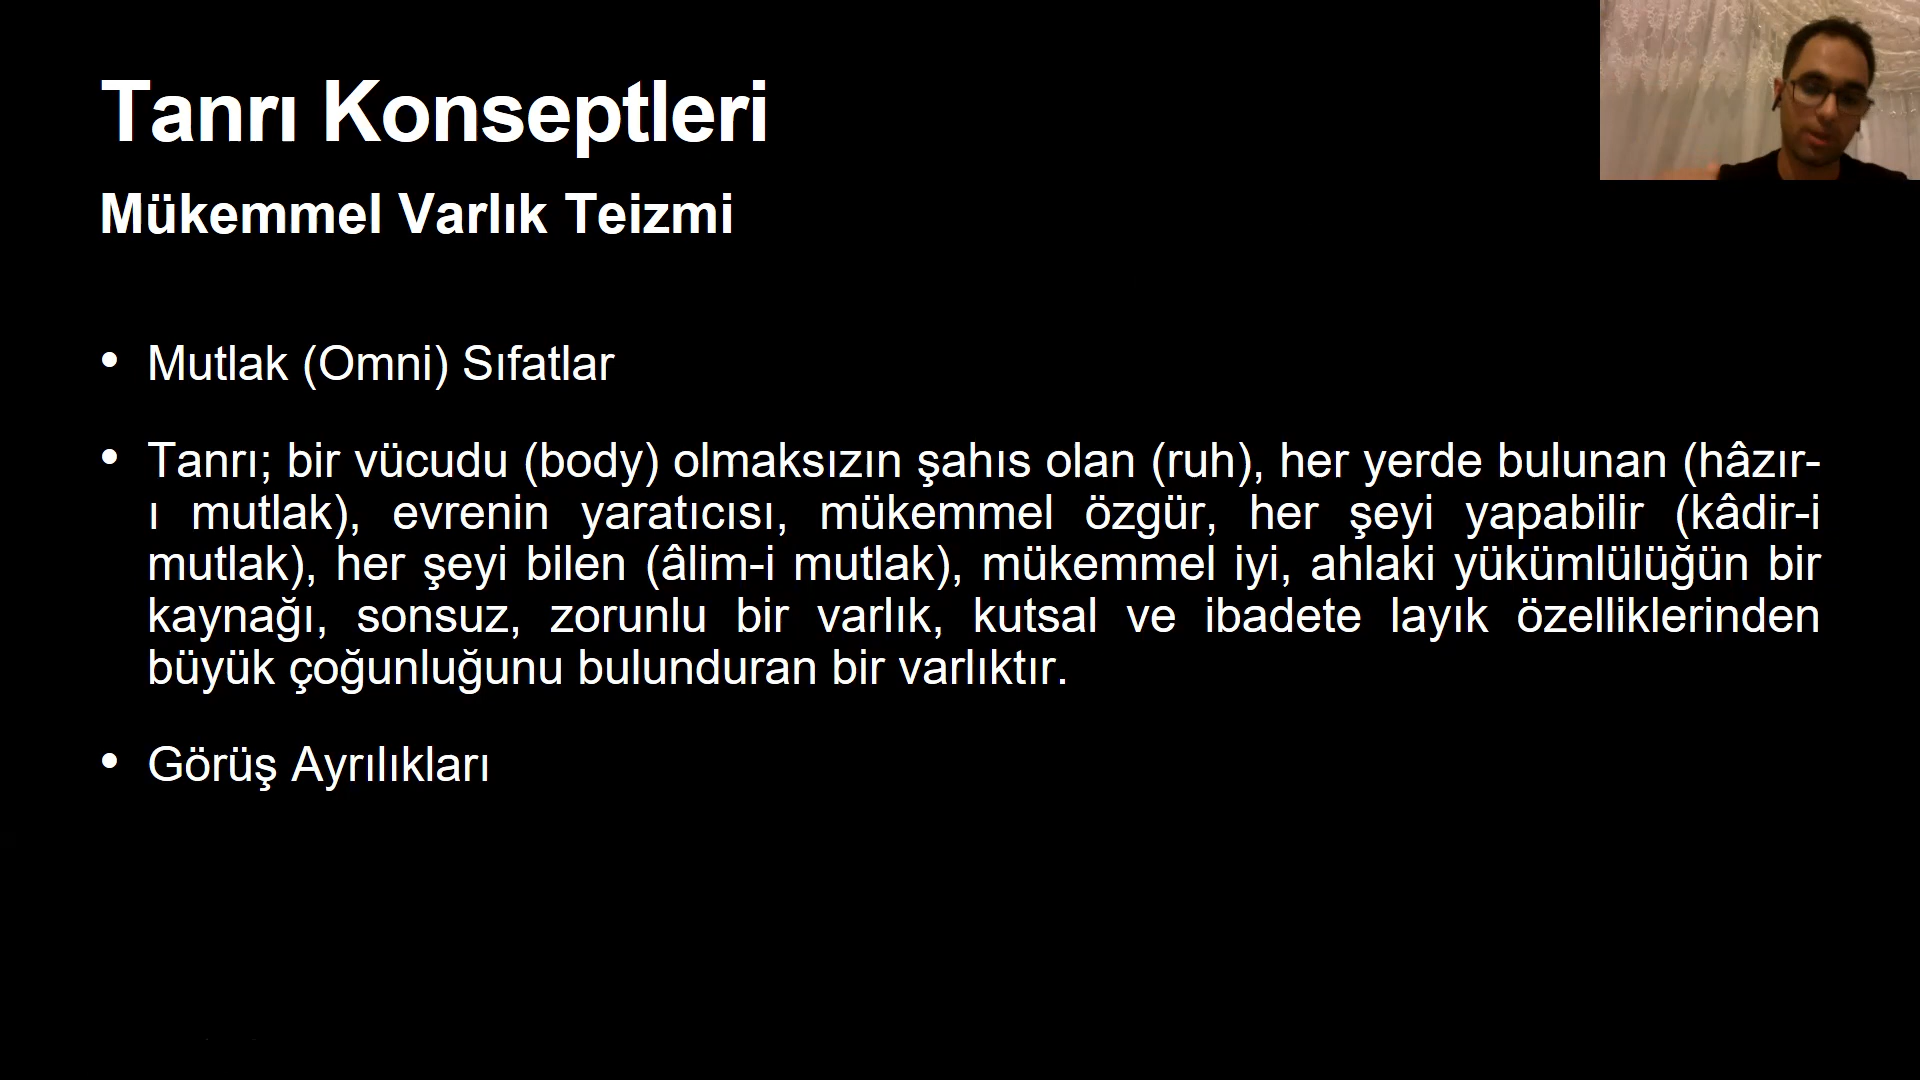 Tanrı Konseptleri
Mükemmel Varlık Teizmi
• Mutlak (Omni) Sıfatlar
• Tanrı; bir vücudu (body) olmaksızın şahıs olan (ruh), her yerde bulunan (hâzır-
ı mutlak), evrenin yaratıcısı, mükemmel özgür, her şeyi yapabilir (kâdir-i
mutlak), her şeyi bilen (âlim-i mutlak), mükemmel iyi, ahlaki yükümlülüğün bir
kaynağı, sonsuz, zorunlu bir varlık, kutsal ve ibadete layık özelliklerinden
büyük çoğunluğunu bulunduran bir varlıktır.
• Görüş Ayrılıkları